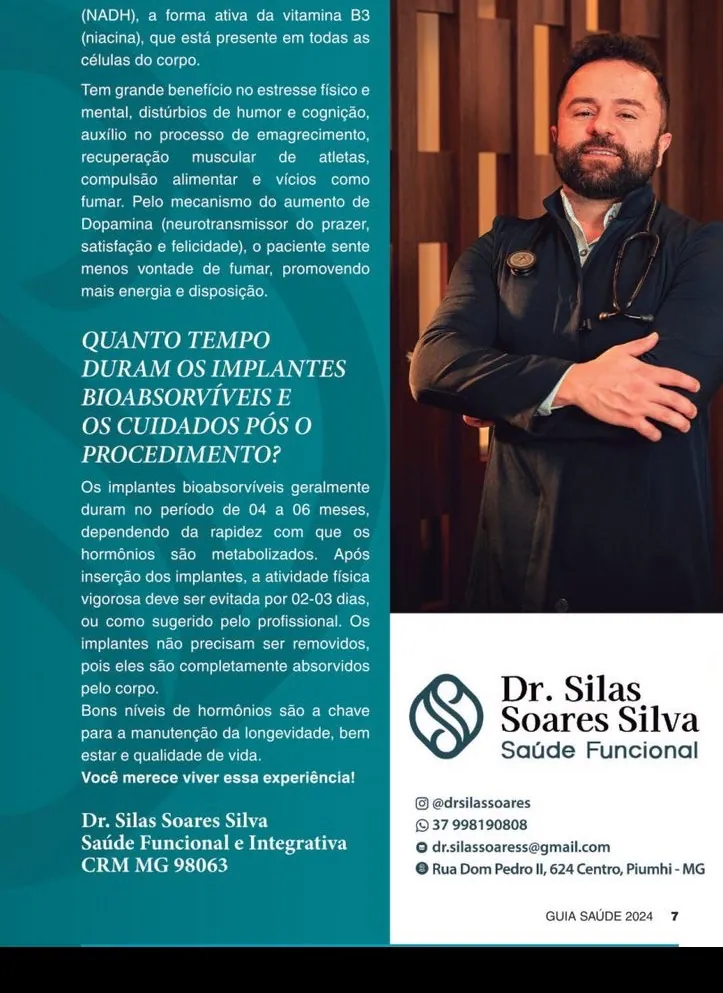 (NADH), a forma ativa da vitamina B3
(niacina), que está presente em todas as
células do corpo.
Tem grande benefício no estresse físico e
mental, distúrbios de humor e cognição,
auxílio no processo de emagrecimento,
recuperação muscular de atletas,
compulsão alimentar e vícios como
fumar. Pelo mecanismo do aumento de
Dopamina (neurotransmissor do prazer,
satisfação e felicidade), o paciente sente
menos vontade de fumar, promovendo
mais energia e disposição.
QUANTO TEMPO
DURAM OS IMPLANTES
BIOABSORVÍVEIS E
OS CUIDADOS PÓS O
PROCEDIMENTO?
Os implantes bioabsorvíveis geralmente
duram no período de 04 a 06 meses,
dependendo da rapidez com que os
hormônios são metabolizados. Após
inserção dos implantes, a atividade física
vigorosa deve ser evitada por 02-03 dias,
ou como sugerido pelo profissional. Os
implantes não precisam ser removidos,
pois eles são completamente absorvidos
pelo corpo.
Bons níveis de hormônios são a chave
para a manutenção da longevidade, bem
estar e qualidade de vida.
Você merece viver essa experiência!
Dr. Silas Soares Silva
Saúde Funcional e Integrativa
CRM MG 98063
Dr. Silas
Soares Silva
Saúde Funcional
@drsilassoares
37 998190808
dr.silassoaress@gmail.com
Rua Dom Pedro II, 624 Centro, Piumhi - MG
GUIA SAÚDE 2024 7